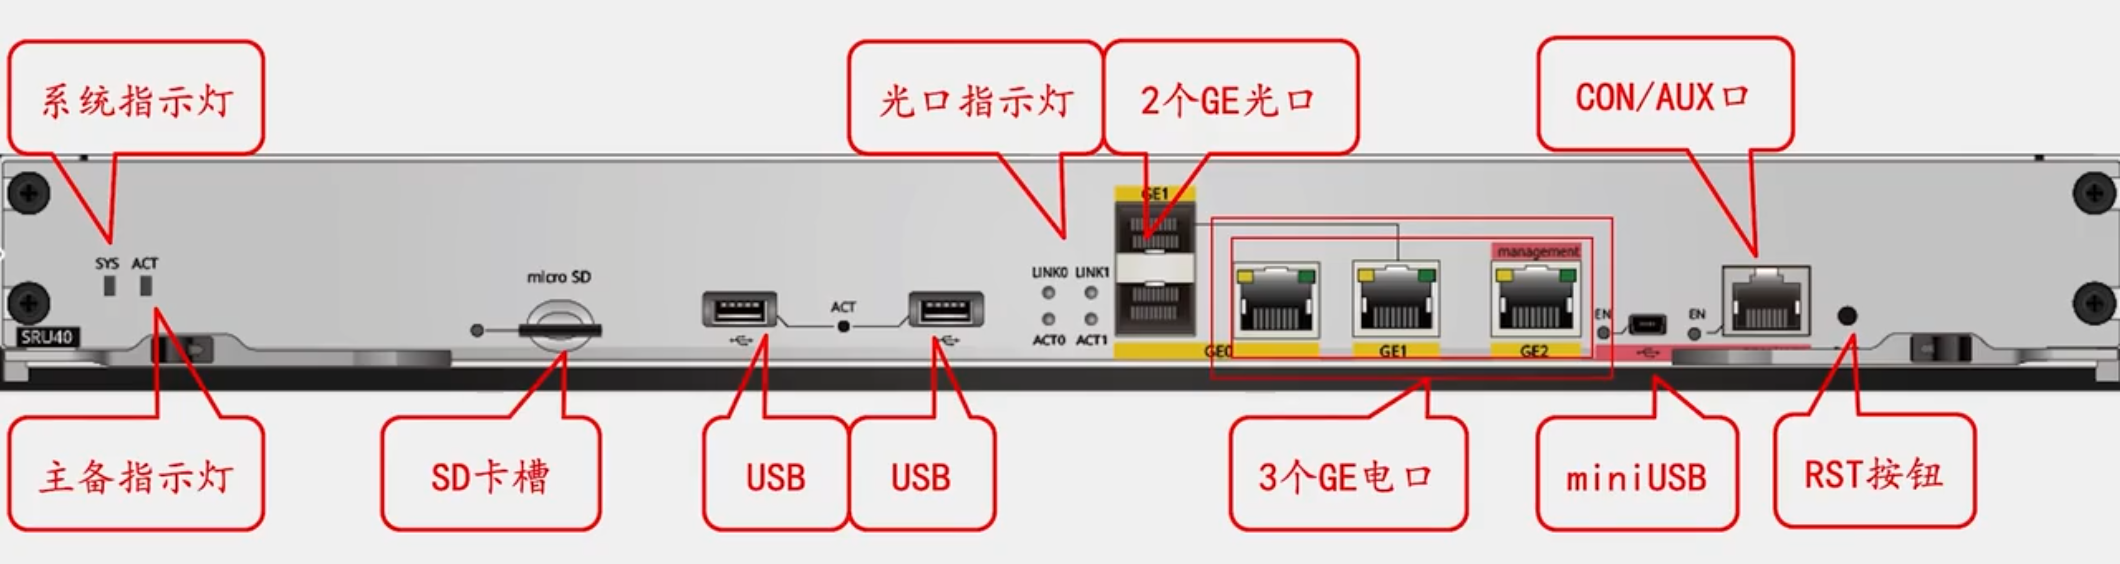 系统指示灯
光口指示灯
2个GE光口
CON/AUX口
GE1
SYS ACT
micro SD
ACT
LINK0 LINK1
ACT0 ACT1
management
EN
EN
SRU40
GE0
GE1
GE2
主备指示灯
SD卡槽
USB
USB
3个GE电口
miniUSB
RST按钮